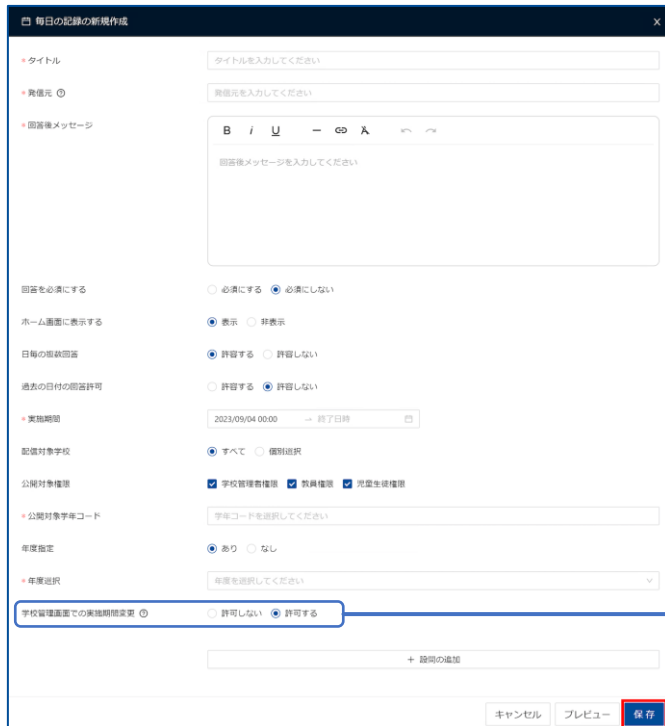 毎日の記録の新規作成
* タイトル タイトルを入力してください
* 発信元 発信元を入力してください
* 回答後メッセージ B i U
回答後メッセージを入力してください
回答を必須にする 必須にする 必須にしない
ホーム画面に表示する 表示 非表示
日毎の複数回答 許容する 許容しない
過去の日付の回答許可 許容する 許容しない
* 実施期間 2023/09/04 00:00 → 終了日時
配信対象学校 すべて 個別選択
公開対象権限 学校管理者権限 教員権限 児童生徒権限
* 公開対象学年コード 学年コードを選択してください
年度指定 あり なし
* 年度選択 年度を選択してください
学校管理画面での実施期間変更 許可しない 許可する
+ 設問の追加
キャンセル プレビュー 保存